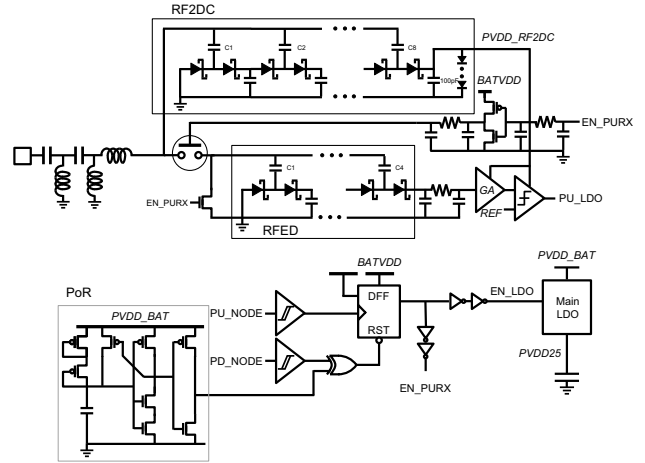 RF2DC
C1
C2
C8
PVDD_RF2DC
100pF
BATVDD
EN_PURX
C1
C4
EN_PURX
GA
REF
PU_LDO
RFED
PoR
PVDD_BAT
PU_NODE
PD_NODE
BATVDD
DFF
RST
EN_LDO
EN_PURX
PVDD_BAT
Main
LDO
PVDD25